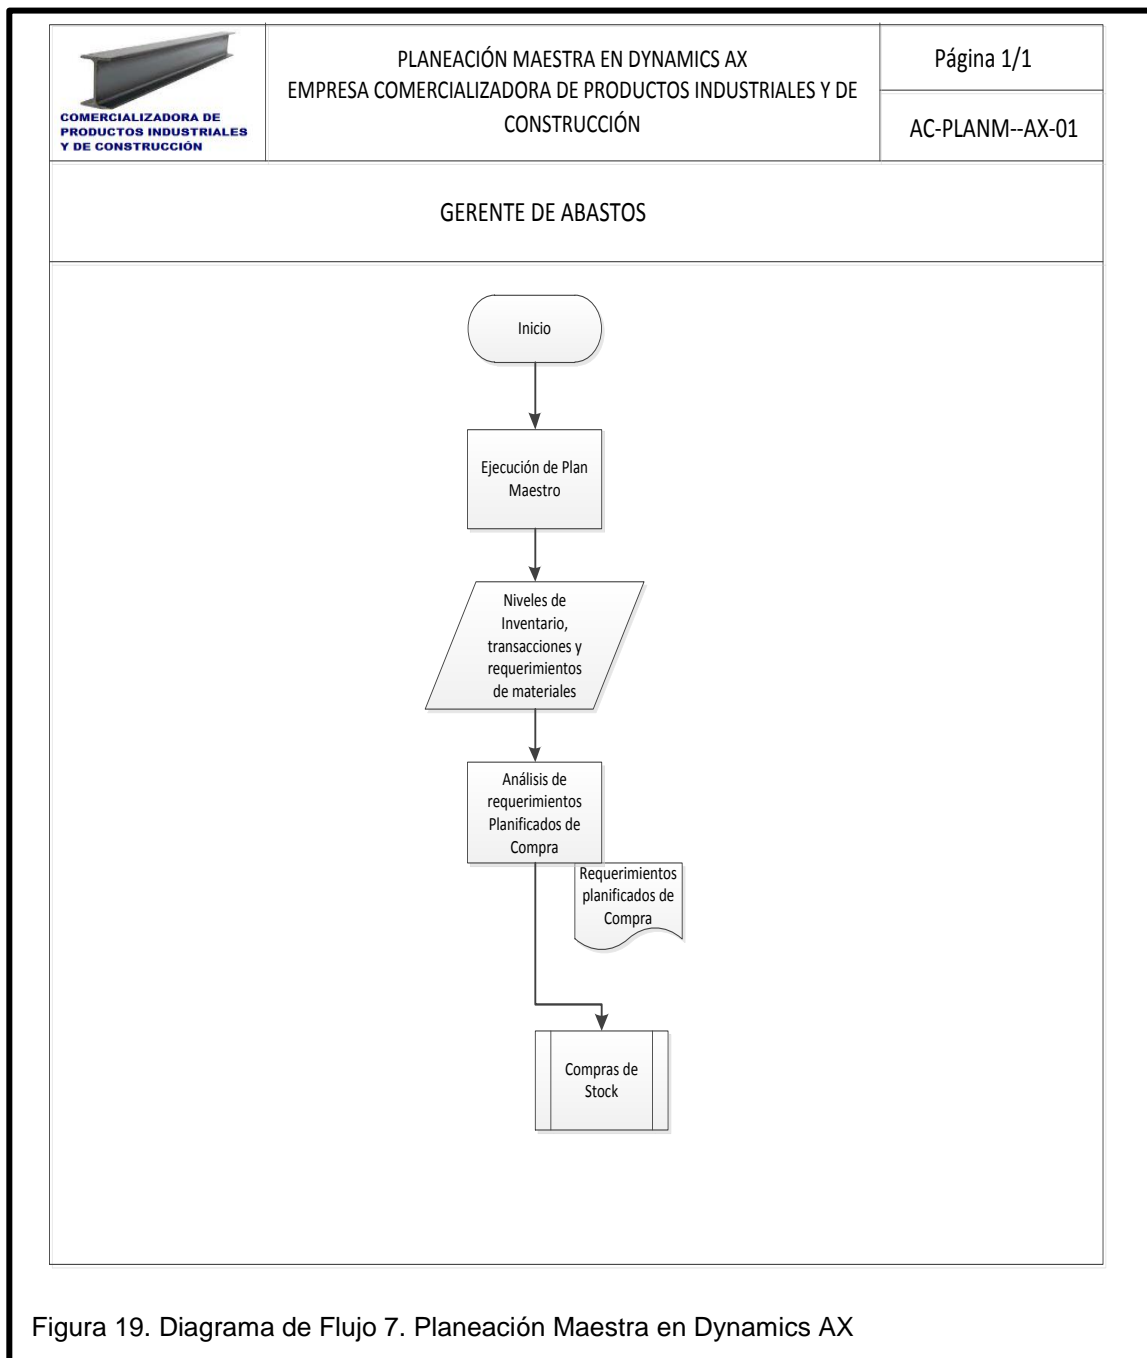 COMERCIALIZADORA DE
PRODUCTOS INDUSTRIALES
Y DE CONSTRUCCIÓN
PLANEACIÓN MAESTRA EN DYNAMICS AX
EMPRESA COMERCIALIZADORA DE PRODUCTOS INDUSTRIALES Y DE
CONSTRUCCIÓN
Página 1/1
AC-PLANM--AX-01
GERENTE DE ABASTOS
Inicio
Ejecución de Plan
Maestro
Niveles de
Inventario,
transacciones y
requerimientos
de materiales
Análisis de
requerimientos
Planificados de
Compra
Requerimientos
planificados de
Compra
Compras de
Stock
Figura 19. Diagrama de Flujo 7. Planeación Maestra en Dynamics AX